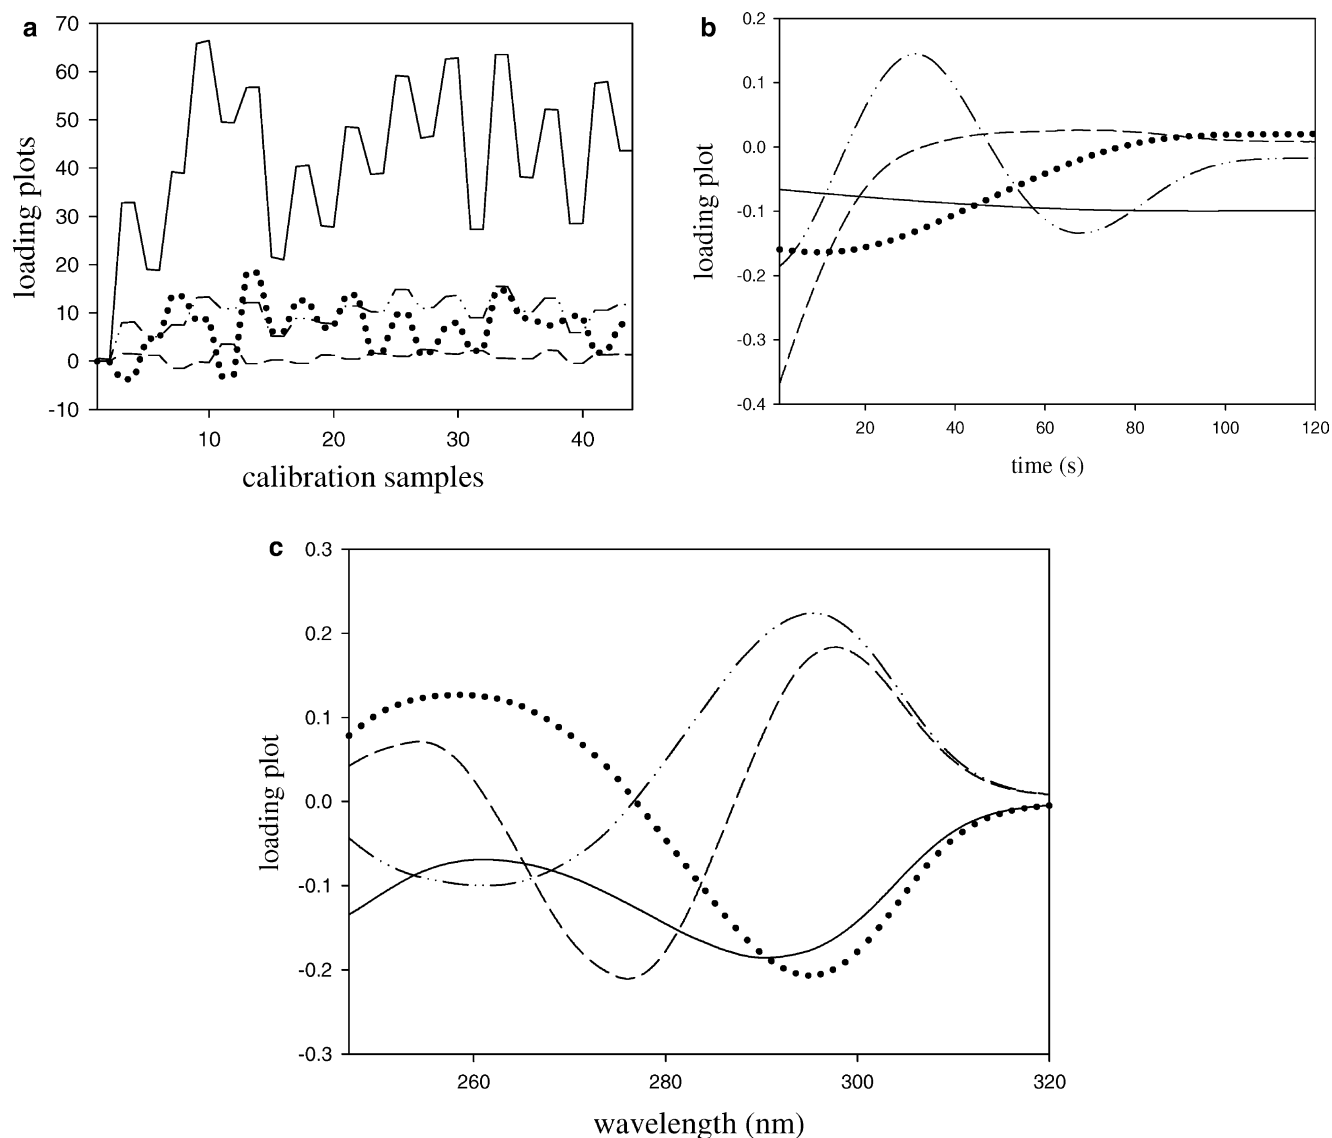 a
70
60
50
40
30
20
10
0
-10
loading plots
10 20 30 40
calibration samples
b
0.2
0.1
0.0
-0.1
-0.2
-0.3
-0.4
loading plot
20 40 60 80 100 120
time (s)
c
0.3
0.2
0.1
0.0
-0.1
-0.2
-0.3
loading plot
260 280 300 320
wavelength (nm)